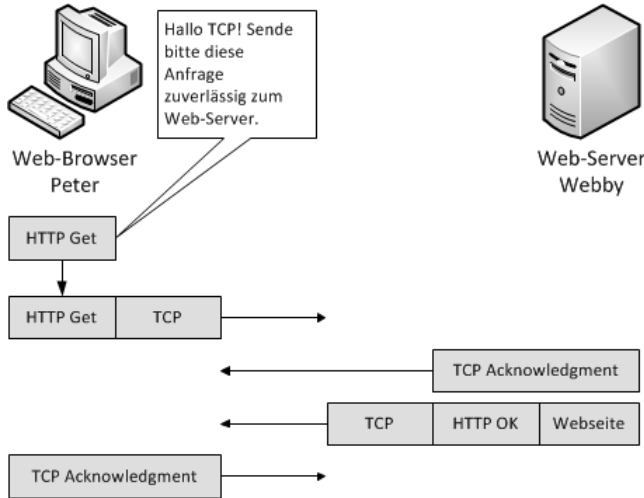 Hallo TCP! Sende
bitte diese
Anfrage
zuverlässig zum
Web-Server.
Web-Browser
Peter
Web-Server
Webby
HTTP Get
HTTP Get TCP
TCP Acknowledgment
TCP HTTP OK Webseite
TCP Acknowledgment